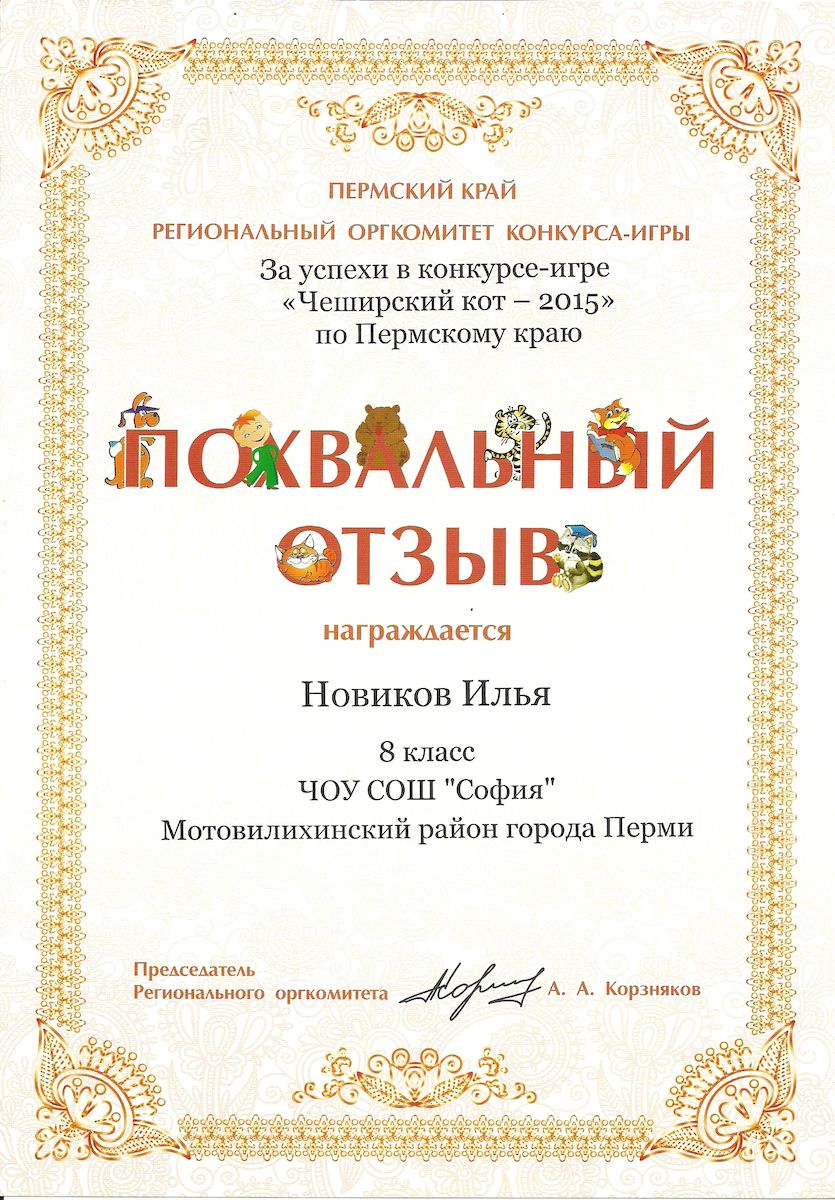 ПЕРМСКИЙ КРАЙ
РЕГИОНАЛЬНЫЙ ОРГКОМИТЕТ КОНКУРСА-ИГРЫ
За успехи в конкурсе-игре
«Чеширский кот – 2015»
по Пермскому краю
ПОХВАЛЬНЫЙ
ОТЗЫВ
награждается
Новиков Илья
8 класс
ЧОУ СОШ "София"
Мотовилихинский район города Перми
Председатель
Регионального оргкомитета А. А. Корзняков